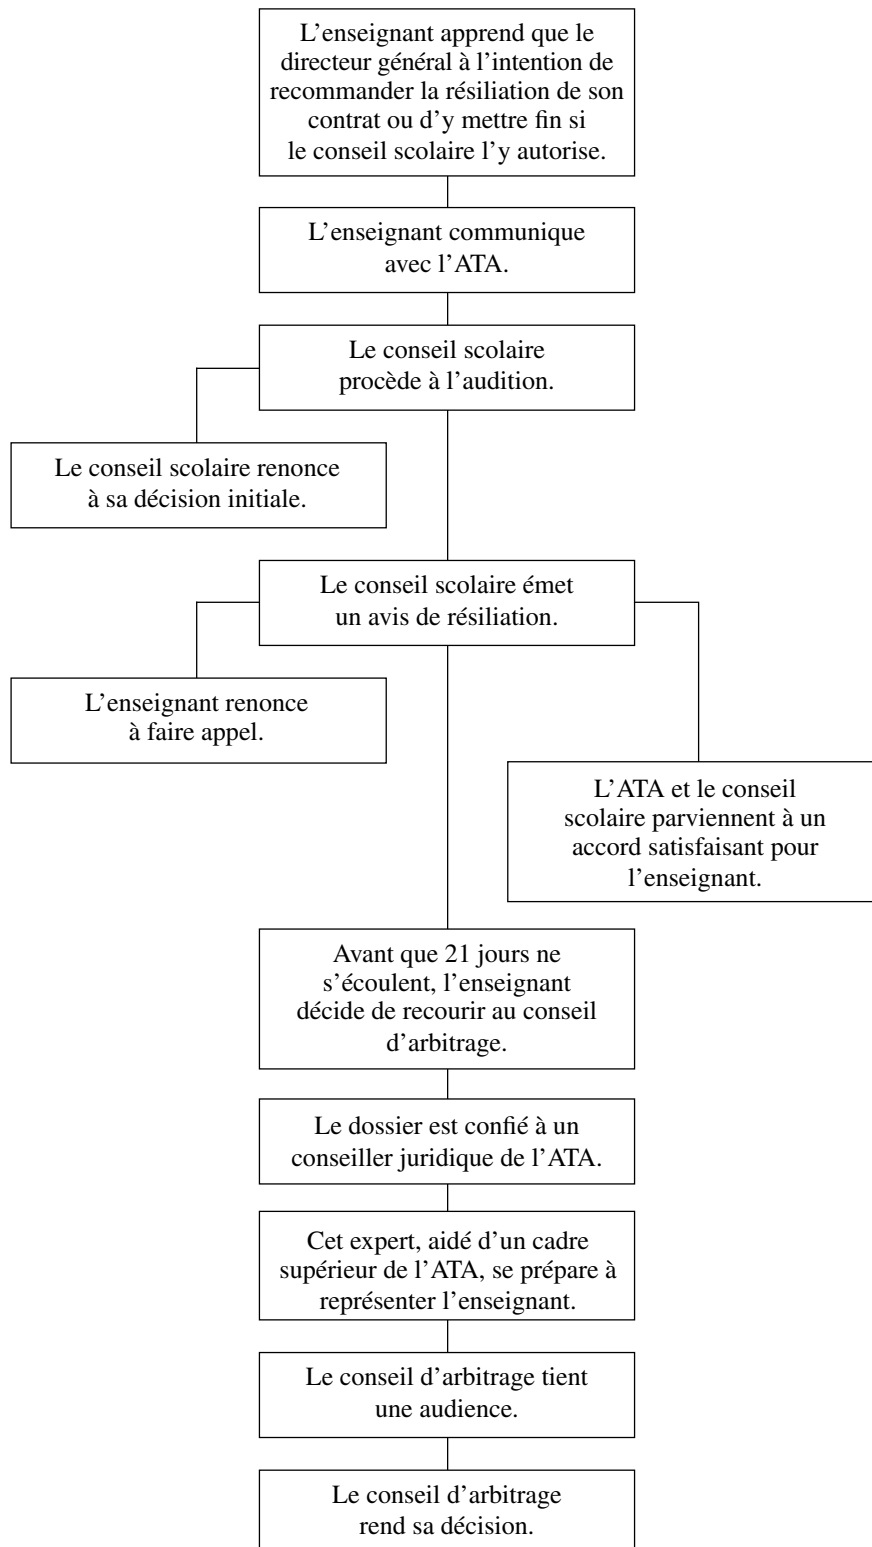 L’enseignant apprend que le
directeur général à l’intention de
recommander la résiliation de son
contrat ou d’y mettre fin si
le conseil scolaire l’y autorise.
L’enseignant communique
avec l’ATA.
Le conseil scolaire
procède à l’audition.
Le conseil scolaire renonce
à sa décision initiale.
Le conseil scolaire émet
un avis de résiliation.
L’enseignant renonce
à faire appel.
L’ATA et le conseil
scolaire parviennent à un
accord satisfaisant pour
l’enseignant.
Avant que 21 jours ne
s’écoulent, l’enseignant
décide de recourir au conseil
d’arbitrage.
Le dossier est confié à un
conseiller juridique de l’ATA.
Cet expert, aidé d’un cadre
supérieur de l’ATA, se prépare à
représenter l’enseignant.
Le conseil d’arbitrage tient
une audience.
Le conseil d’arbitrage
rend sa décision.